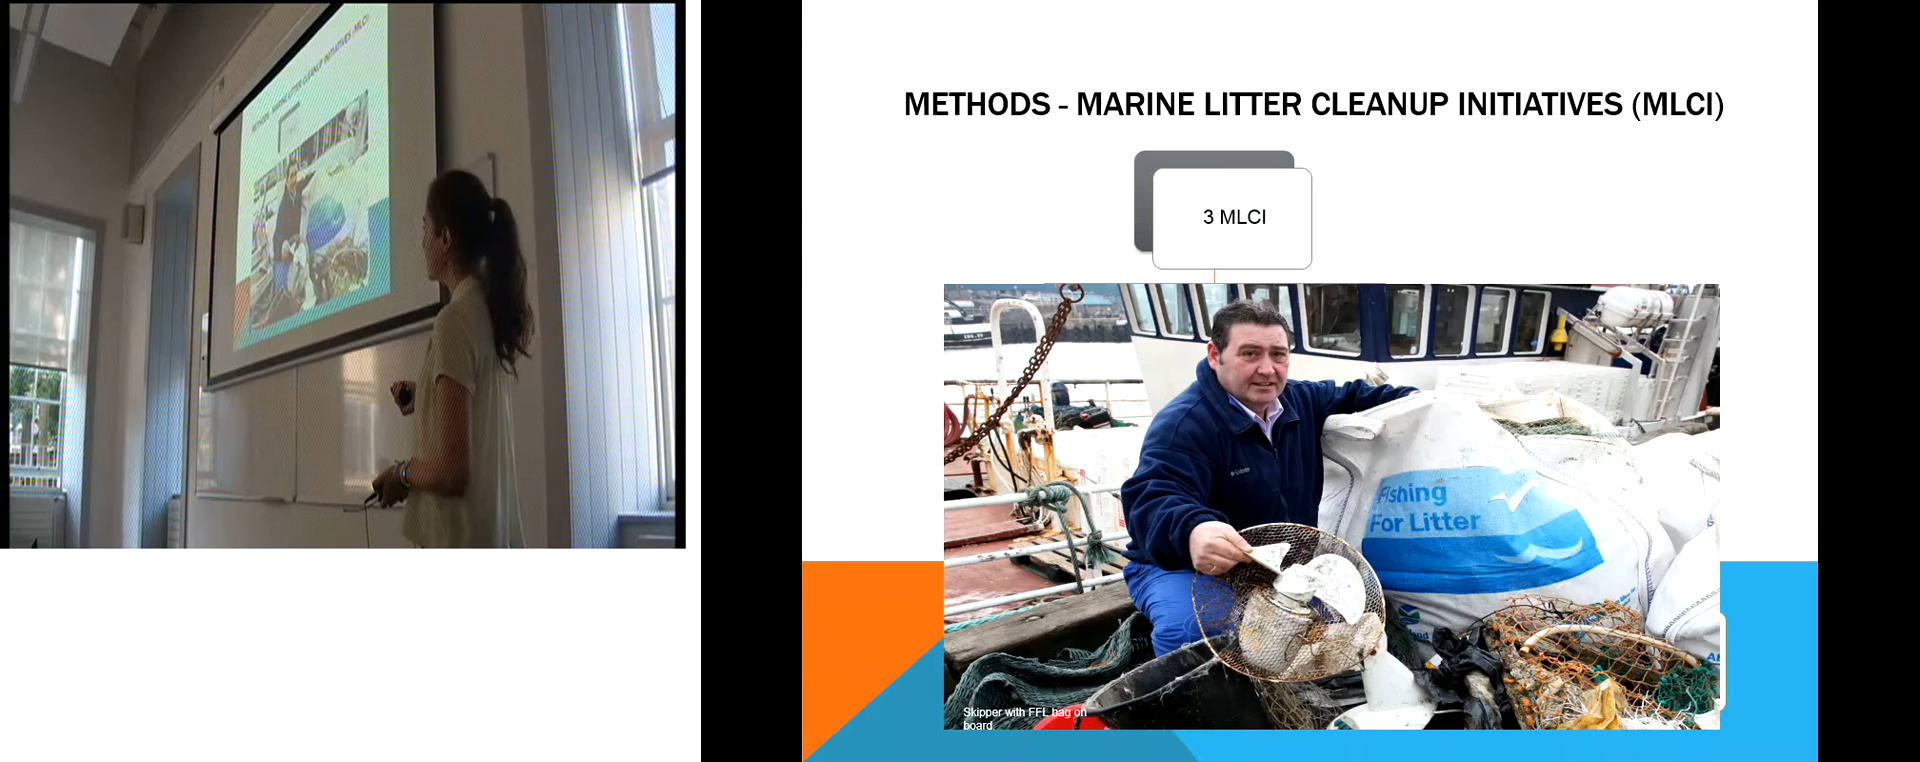 METHODS - MARINE LITTER CLEANUP INITIATIVES (MLCI)
3 MLCI
Fishing
For Litter
Skipper with FFL bag on
board